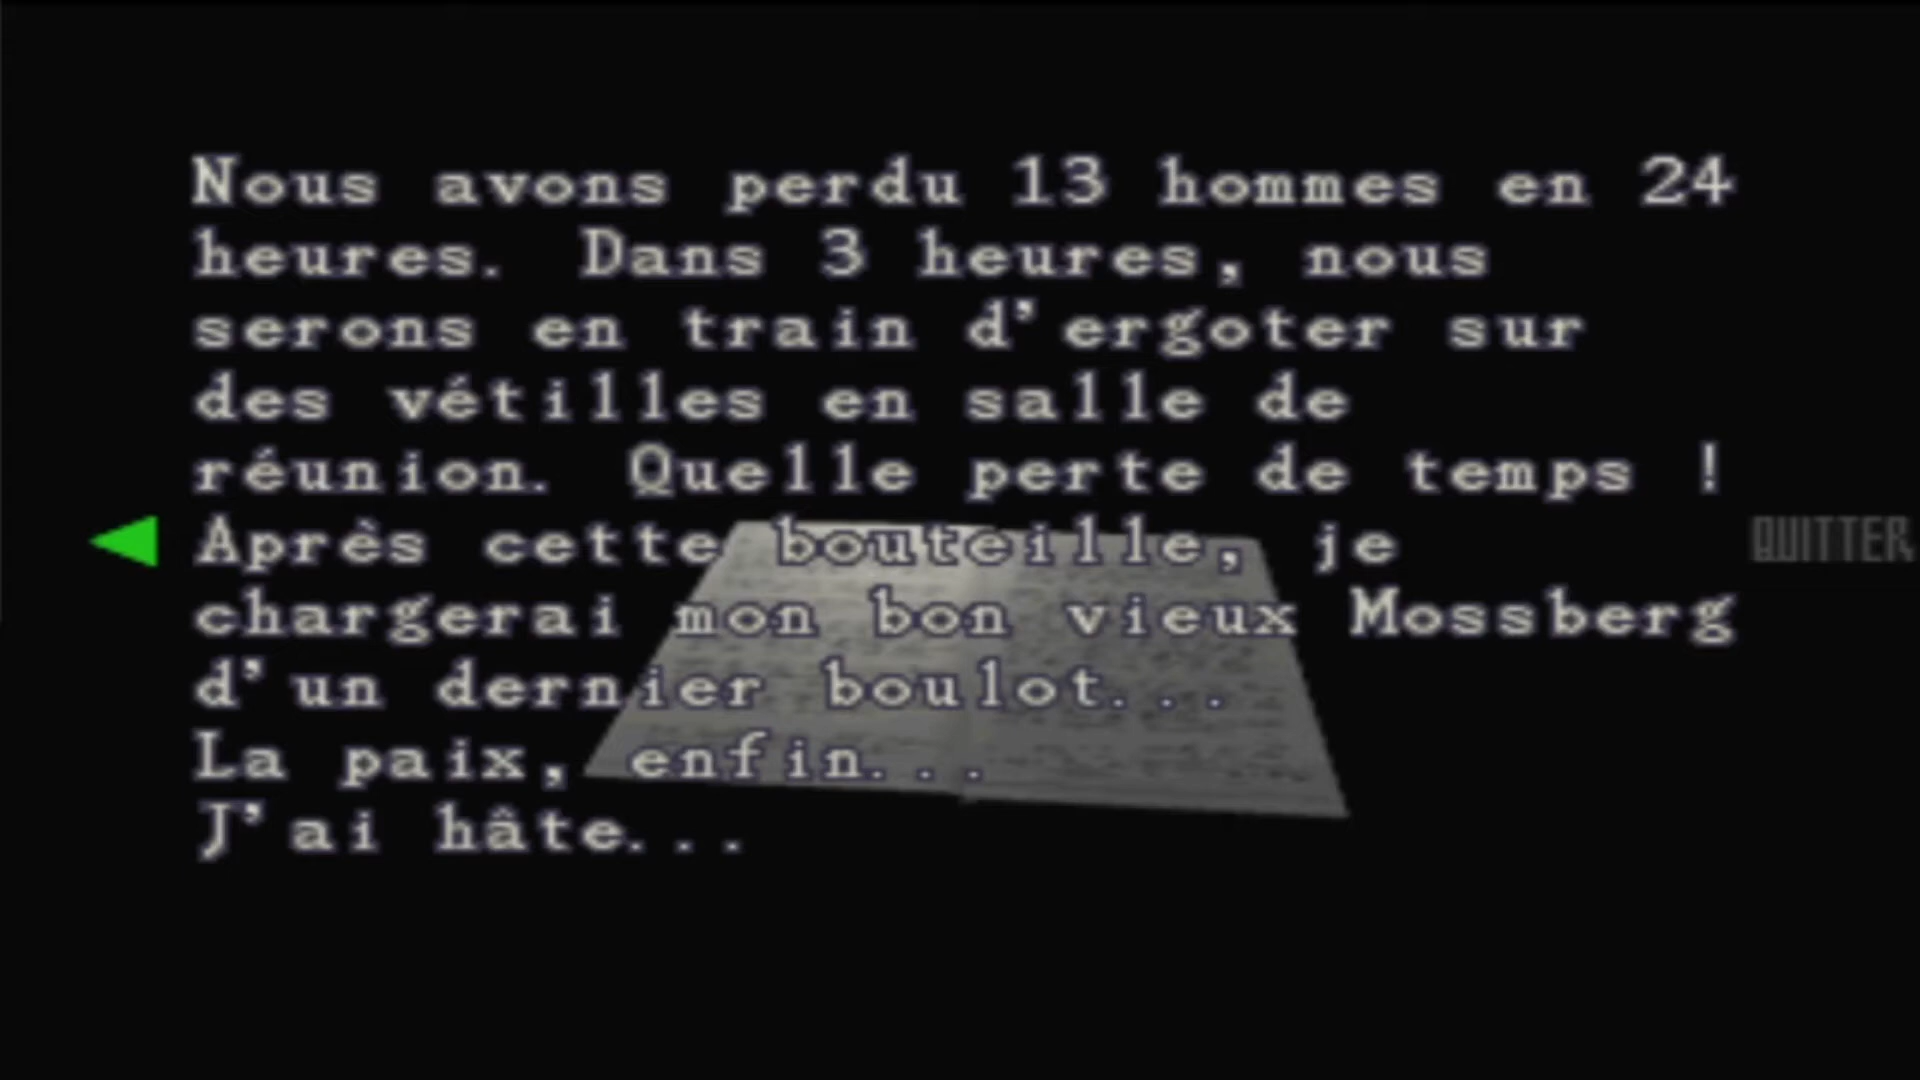 Nous avons perdu 13 hommes en 24
heures. Dans 3 heures, nous
serons en train d'ergoter sur
des vétilles en salle de
réunion. Quelle perte de temps !
Après cette bouteille, je
chargerai mon bon vieux Mossberg
d'un dernier boulot...
La paix, enfin...
J'ai hâte...
QUITTER